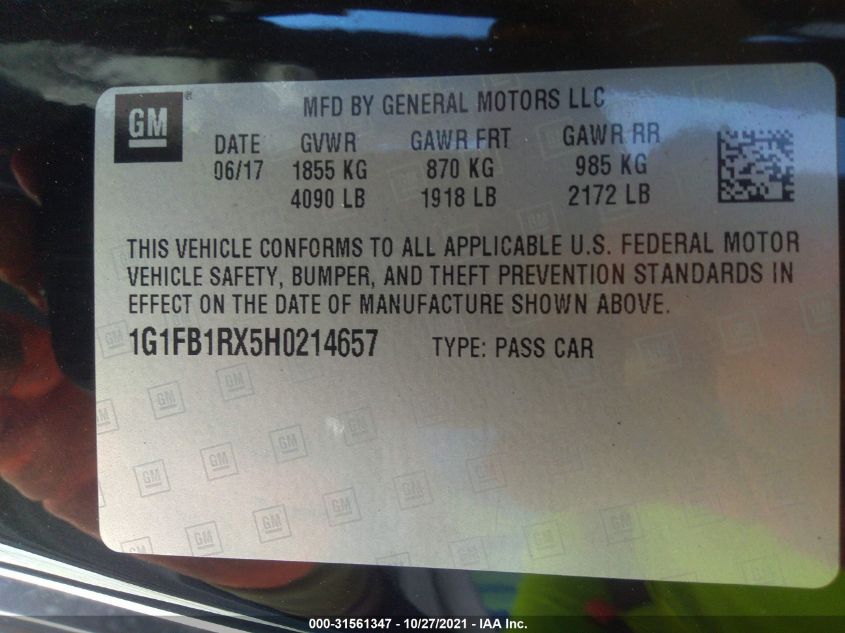 GM ® MFD BY GENERAL MOTORS LLC
DATE GVWR GAWR FRT GAWR RR
06/17 1855 KG 870 KG 985 KG
4090 LB 1918 LB 2172 LB
THIS VEHICLE CONFORMS TO ALL APPLICABLE U.S. FEDERAL MOTOR
VEHICLE SAFETY, BUMPER, AND THEFT PREVENTION STANDARDS IN
EFFECT ON THE DATE OF MANUFACTURE SHOWN ABOVE.
1G1FB1RX5H0214657 TYPE: PASS CAR
000-31561347 - 10/27/2021 - IAA Inc.